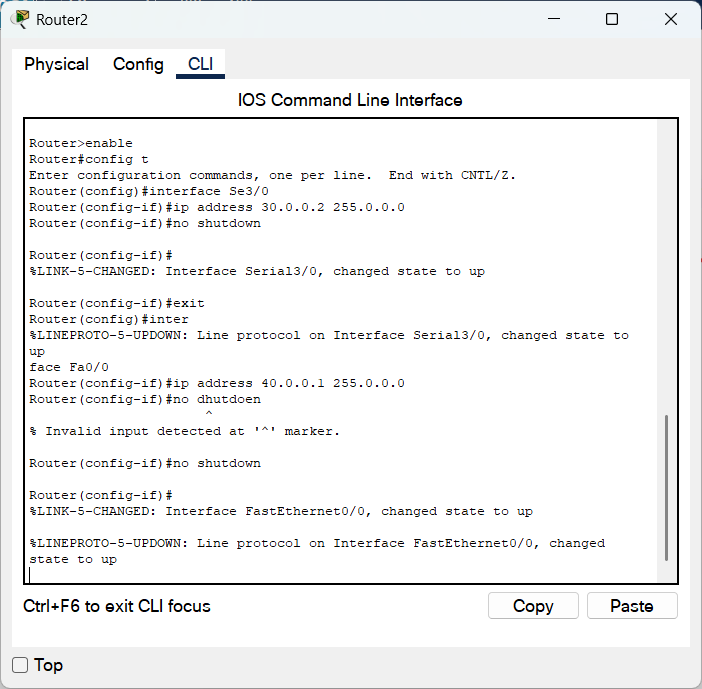 Router2
Physical Config CLI
IOS Command Line Interface
Router>enable
Router#config t
Enter configuration commands, one per line.  End with CNTL/Z.
Router(config)#interface Se3/0
Router(config-if)#ip address 30.0.0.2 255.0.0.0
Router(config-if)#no shutdown
Router(config-if)#
%LINK-5-CHANGED: Interface Serial3/0, changed state to up
Router(config-if)#exit
Router(config)#inter
%LINEPROTO-5-UPDOWN: Line protocol on Interface Serial3/0, changed state to
up
face Fa0/0
Router(config-if)#ip address 40.0.0.1 255.0.0.0
Router(config-if)#no dhutdoen
^
% Invalid input detected at '^' marker.
Router(config-if)#no shutdown
Router(config-if)#
%LINK-5-CHANGED: Interface FastEthernet0/0, changed state to up
%LINEPROTO-5-UPDOWN: Line protocol on Interface FastEthernet0/0, changed
state to up
Ctrl+F6 to exit CLI focus Copy Paste
Top